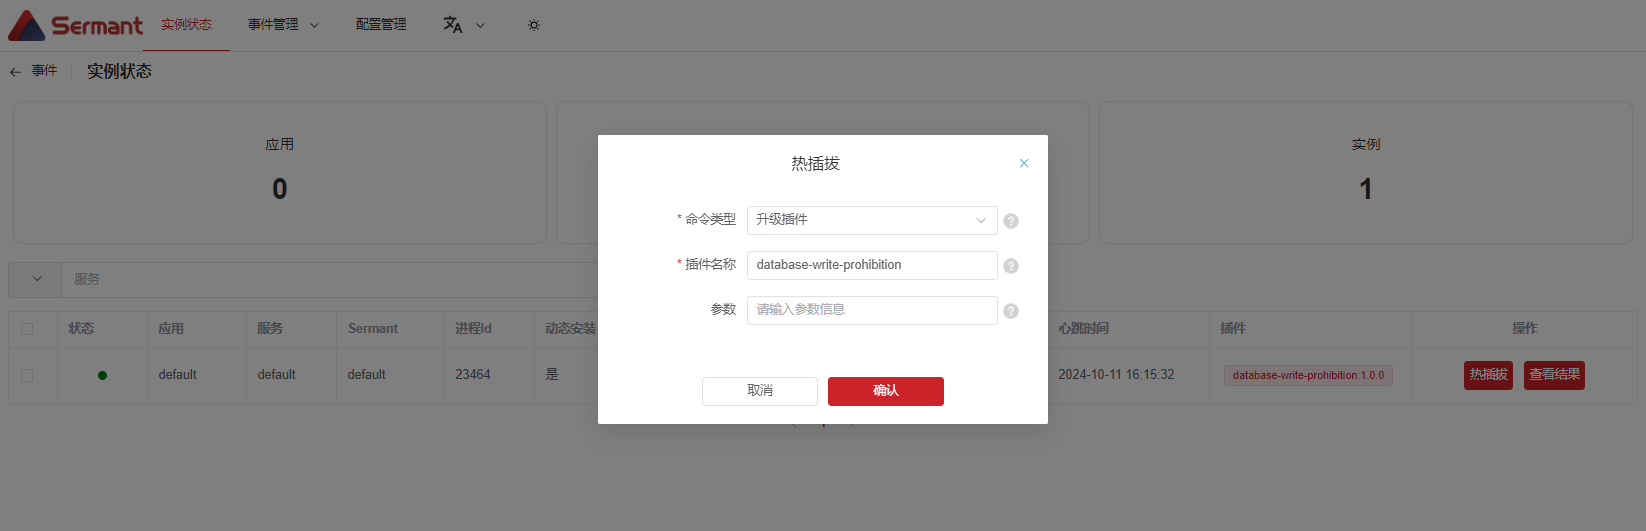 Sermant 实例状态 事件管理 配置管理
事件 实例状态
应用
0
实例
1
热插拔
* 命令类型 升级插件 ?
* 插件名称 database-write-prohibition ?
参数 请输入参数信息 ?
取消 确认
服务
状态 应用 服务 Sermant 进程Id 动态安装 心跳时间 插件 操作
default default default 23464 是 2024-10-11 16:15:32 database-write-prohibition:1.0.0 热插拔 查看结果